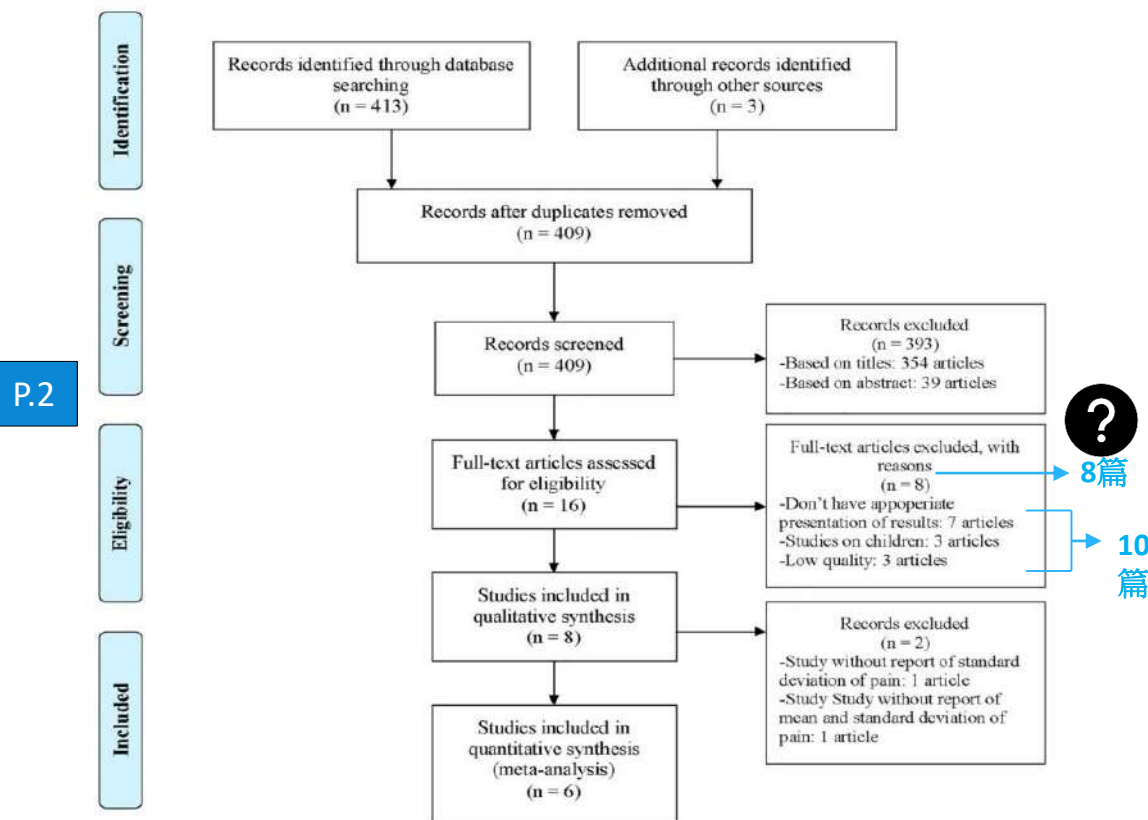 Identification
Records identified through database
searching
(n = 413)
Additional records identified
through other sources
(n = 3)
Records after duplicates removed
(n = 409)
Screening
Records screened
(n = 409)
Records excluded
(n = 393)
-Based on titles: 354 articles
-Based on abstract: 39 articles
P.2
Eligibility
Full-text articles assessed
for eligibility
(n = 16)
Full-text articles excluded, with
reasons
(n = 8)
-Don't have appoperiate
presentation of results: 7 articles
-Studies on children: 3 articles
-Low quality: 3 articles
?
8篇
10
篇
Studies included in
qualitative synthesis
(n = 8)
Records excluded
(n = 2)
-Study without report of standard
deviation of pain: 1 article
-Study Study without report of
mean and standard deviation of
pain: 1 article
Included
Studies included in
quantitative synthesis
(meta-analysis)
(n = 6)